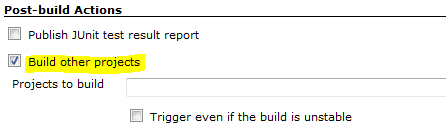 Post-build Actions
Publish JUnit test result report
Build other projects
Projects to build
Trigger even if the build is unstable